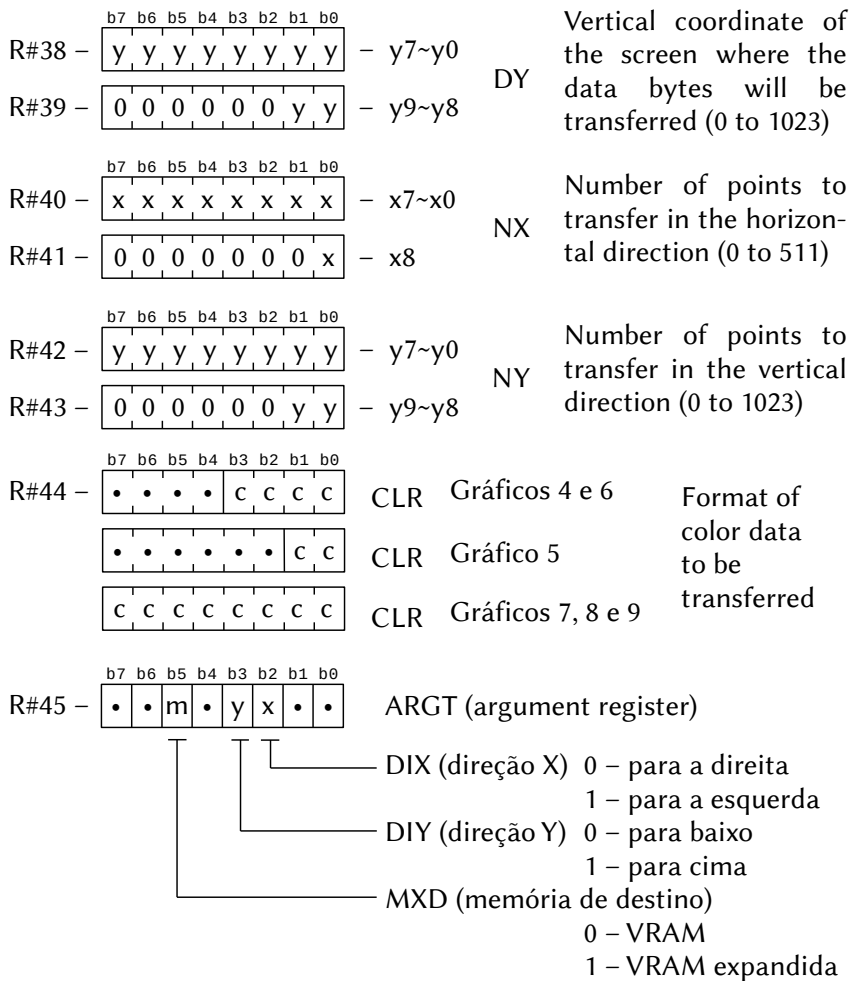 b7 b6 b5 b4 b3 b2 b1 b0
R#38 – y y y y y y y y – y7~y0
R#39 – 0 0 0 0 0 0 y y – y9~y8
DY
Vertical coordinate of
the screen where the
data bytes will be
transferred (0 to 1023)
b7 b6 b5 b4 b3 b2 b1 b0
R#40 – x x x x x x x x – x7~x0
R#41 – 0 0 0 0 0 0 0 x – x8
NX
Number of points to
transfer in the horizon-
tal direction (0 to 511)
b7 b6 b5 b4 b3 b2 b1 b0
R#42 – y y y y y y y y – y7~y0
R#43 – 0 0 0 0 0 0 y y – y9~y8
NY
Number of points to
transfer in the vertical
direction (0 to 1023)
b7 b6 b5 b4 b3 b2 b1 b0
R#44 – • • • • c c c c CLR Gráficos 4 e 6
• • • • • • c c CLR Gráfico 5
c c c c c c c c CLR Gráficos 7, 8 e 9
Format of
color data
to be
transferred
b7 b6 b5 b4 b3 b2 b1 b0
R#45 – • • m • y x • • ARGT (argument register)
DIX (direção X) 0 – para a direita
1 – para a esquerda
DIY (direção Y) 0 – para baixo
1 – para cima
MXD (memória de destino)
0 – VRAM
1 – VRAM expandida